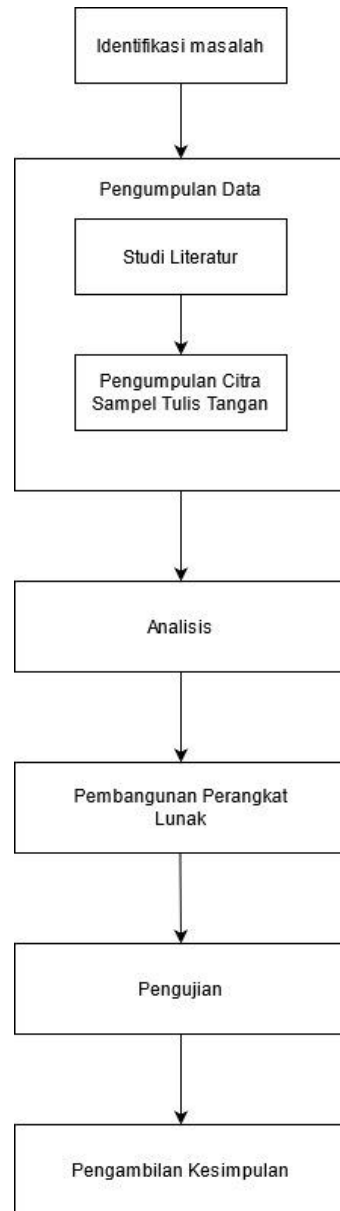 Identifikasi masalah
Pengumpulan Data
Studi Literatur
Pengumpulan Citra
Sampel Tulis Tangan
Analisis
Pembangunan Perangkat
Lunak
Pengujian
Pengambilan Kesimpulan